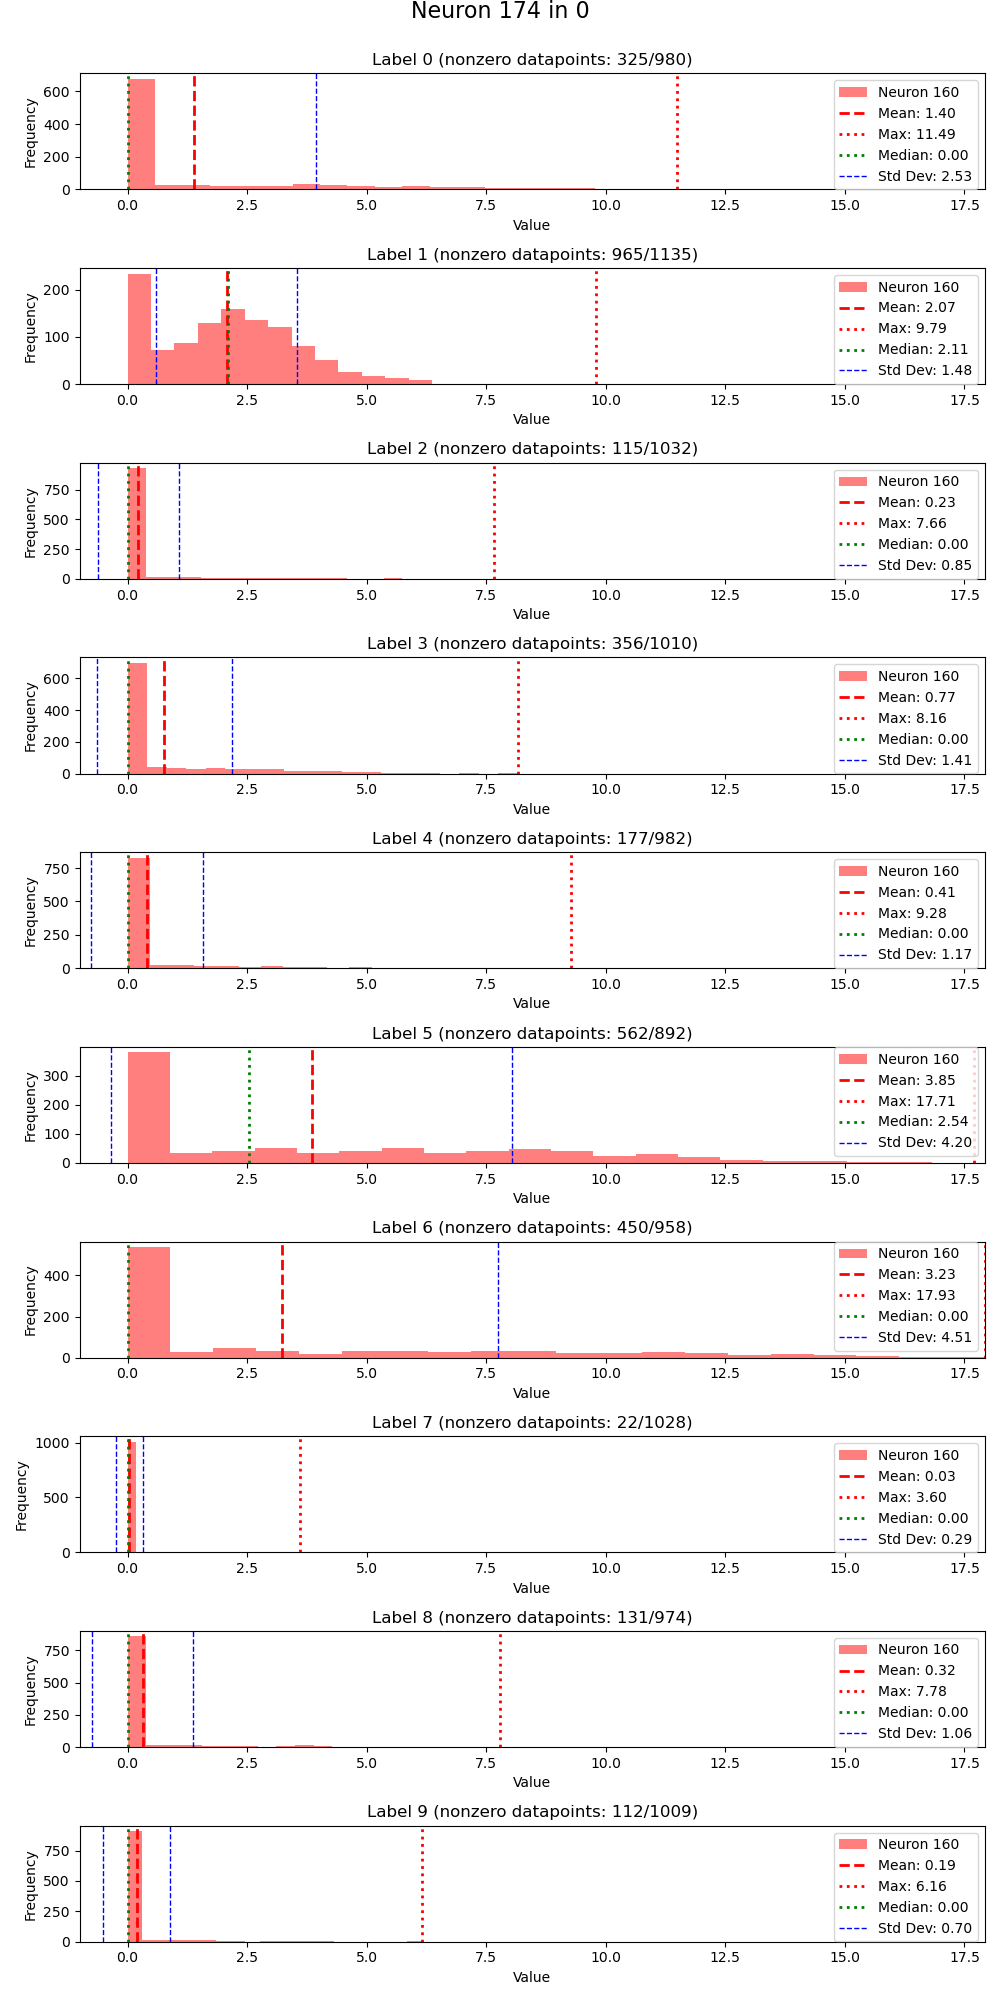 Neuron 174 in 0
Label 0 (nonzero datapoints: 325/980)
Frequency
600
400
200
0
Neuron 160
Mean: 1.40
Max: 11.49
Median: 0.00
Std Dev: 2.53
0.0 2.5 5.0 7.5 10.0 12.5 15.0 17.5
Value
Label 1 (nonzero datapoints: 965/1135)
Frequency
200
100
0
Neuron 160
Mean: 2.07
Max: 9.79
Median: 2.11
Std Dev: 1.48
0.0 2.5 5.0 7.5 10.0 12.5 15.0 17.5
Value
Label 2 (nonzero datapoints: 115/1032)
Frequency
750
500
250
0
Neuron 160
Mean: 0.23
Max: 7.66
Median: 0.00
Std Dev: 0.85
0.0 2.5 5.0 7.5 10.0 12.5 15.0 17.5
Value
Label 3 (nonzero datapoints: 356/1010)
Frequency
600
400
200
0
Neuron 160
Mean: 0.77
Max: 8.16
Median: 0.00
Std Dev: 1.41
0.0 2.5 5.0 7.5 10.0 12.5 15.0 17.5
Value
Label 4 (nonzero datapoints: 177/982)
Frequency
750
500
250
0
Neuron 160
Mean: 0.41
Max: 9.28
Median: 0.00
Std Dev: 1.17
0.0 2.5 5.0 7.5 10.0 12.5 15.0 17.5
Value
Label 5 (nonzero datapoints: 562/892)
Frequency
300
200
100
0
Neuron 160
Mean: 3.85
Max: 17.71
Median: 2.54
Std Dev: 4.20
0.0 2.5 5.0 7.5 10.0 12.5 15.0 17.5
Value
Label 6 (nonzero datapoints: 450/958)
Frequency
400
200
0
Neuron 160
Mean: 3.23
Max: 17.93
Median: 0.00
Std Dev: 4.51
0.0 2.5 5.0 7.5 10.0 12.5 15.0 17.5
Value
Label 7 (nonzero datapoints: 22/1028)
Frequency
1000
500
0
Neuron 160
Mean: 0.03
Max: 3.60
Median: 0.00
Std Dev: 0.29
0.0 2.5 5.0 7.5 10.0 12.5 15.0 17.5
Value
Label 8 (nonzero datapoints: 131/974)
Frequency
750
500
250
0
Neuron 160
Mean: 0.32
Max: 7.78
Median: 0.00
Std Dev: 1.06
0.0 2.5 5.0 7.5 10.0 12.5 15.0 17.5
Value
Label 9 (nonzero datapoints: 112/1009)
Frequency
750
500
250
0
Neuron 160
Mean: 0.19
Max: 6.16
Median: 0.00
Std Dev: 0.70
0.0 2.5 5.0 7.5 10.0 12.5 15.0 17.5
Value